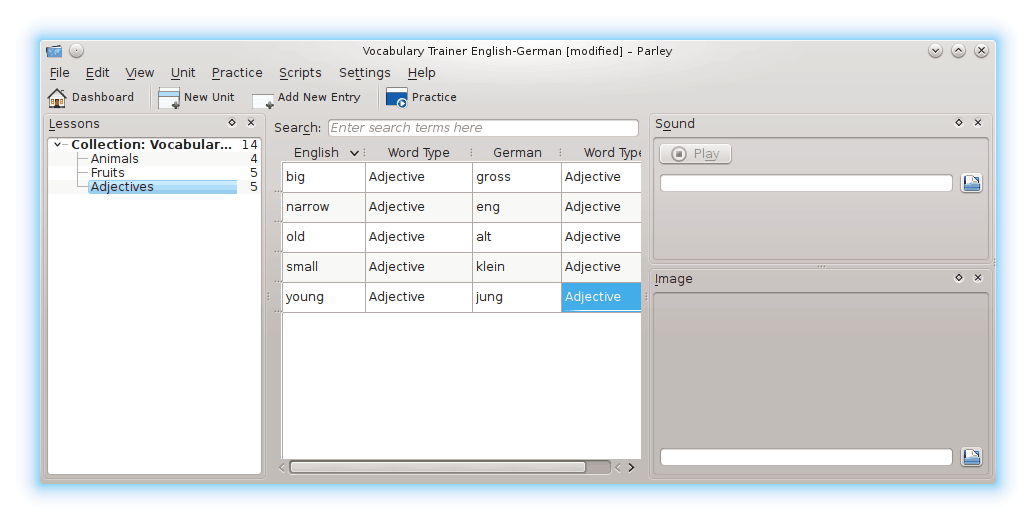 Vocabulary Trainer English-German [modified] – Parley
File Edit View Unit Practice Scripts Settings Help
Dashboard New Unit Add New Entry Practice
Lessons
Collection: Vocabular... 14
Animals 4
Fruits 5
Adjectives 5
Search: Enter search terms here
English Word Type German Word Type
big Adjective gross Adjective
narrow Adjective eng Adjective
old Adjective alt Adjective
small Adjective klein Adjective
young Adjective jung Adjective
Sound
Play
Image